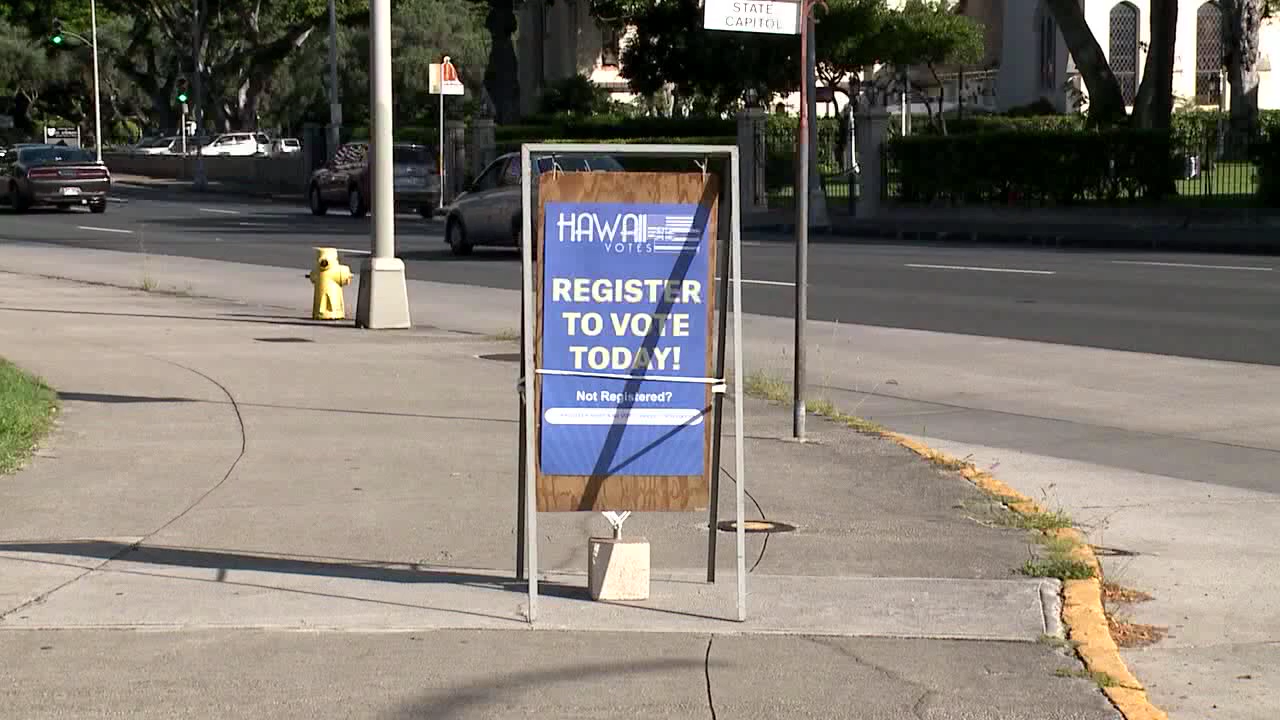 STATE
CAPITOL
HAWAII
VOTES
REGISTER
TO VOTE
TODAY!
Not Registered?